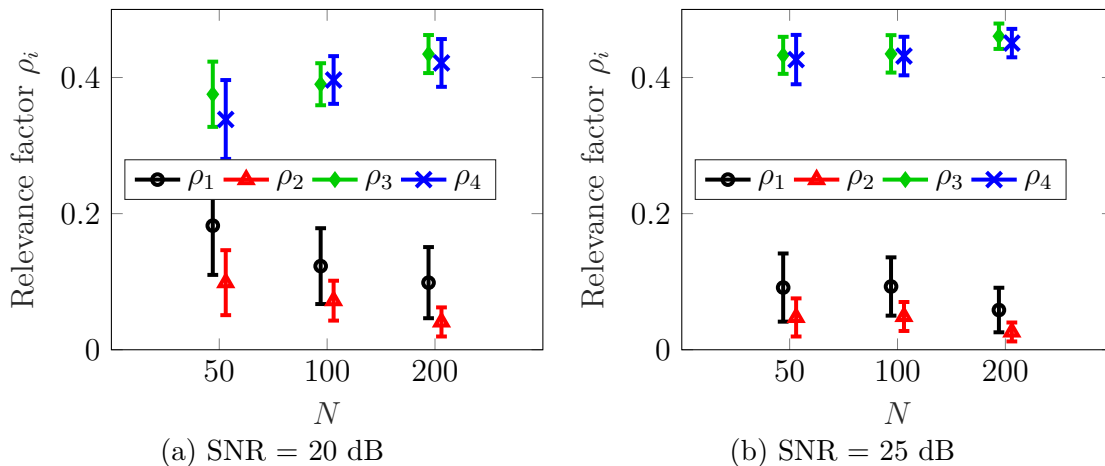 Relevance factor ρᵢ
0.4
0.2
0
ρ₁ ρ₂ ρ₃ ρ₄
50 100 200
N
(a) SNR = 20 dB
Relevance factor ρᵢ
0.4
0.2
0
ρ₁ ρ₂ ρ₃ ρ₄
50 100 200
N
(b) SNR = 25 dB